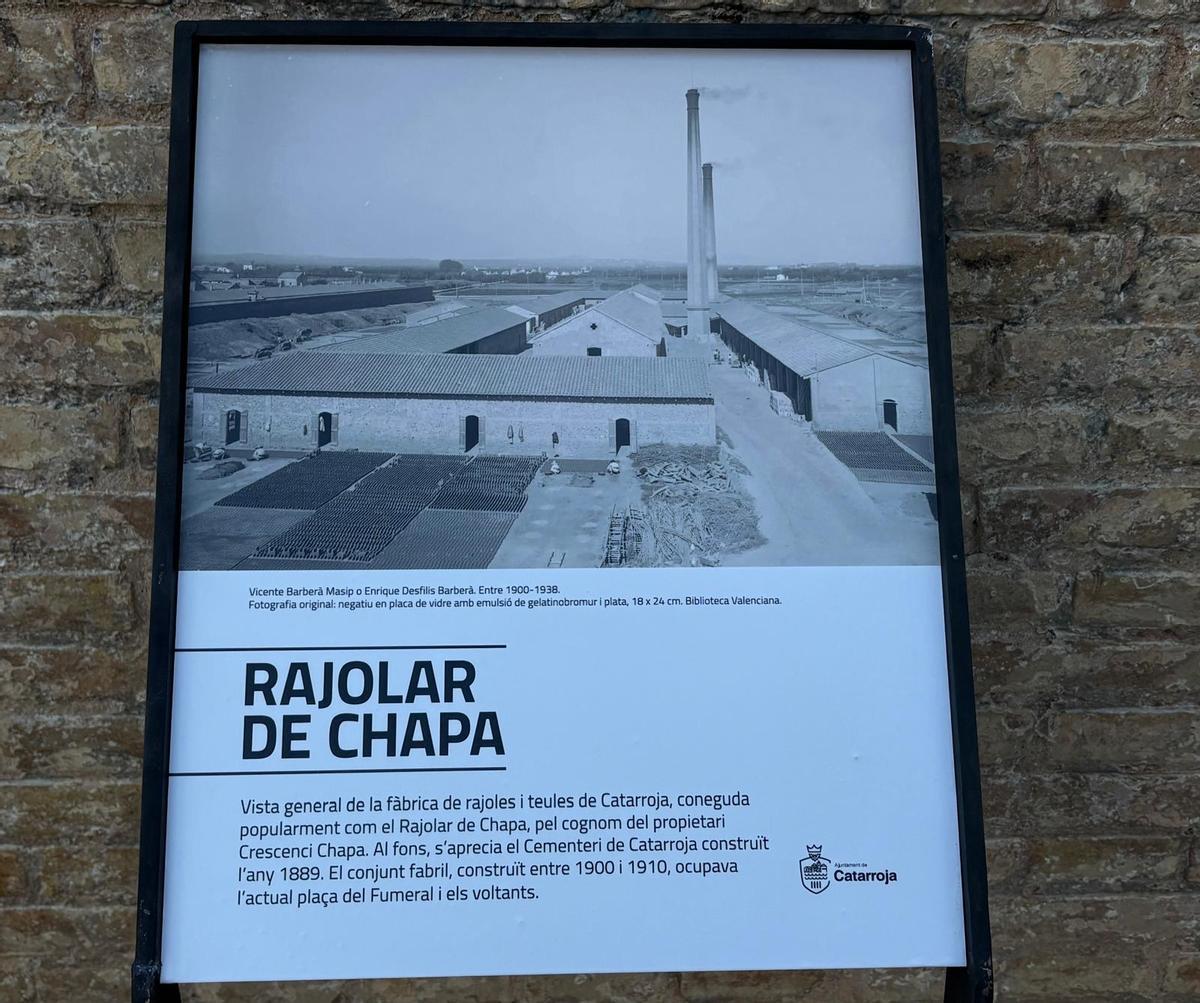 Vicente Barberà Masip o Enrique Desfilis Barberà. Entre 1900-1938.
Fotografia original: negatiu en placa de vidre amb emulsió de gelatinobromur i plata, 18 x 24 cm. Biblioteca Valenciana.
RAJOLAR
DE CHAPA
Vista general de la fàbrica de rajoles i teules de Catarroja, coneguda
popularment com el Rajolar de Chapa, pel cognom del propietari
Crescenci Chapa. Al fons, s'aprecia el Cementeri de Catarroja construït
l'any 1889. El conjunt fabril, construït entre 1900 i 1910, ocupava
l'actual plaça del Fumeral i els voltants.
Ajuntament de
Catarroja